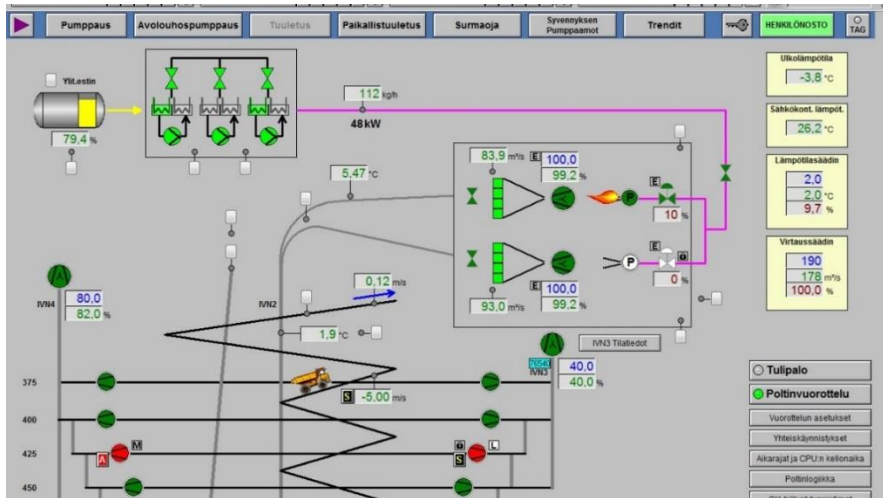 Pumppaus
Avolouhospumppaus
Tuuletus
Paikallistuuletus
Surmaoja
Syvennyksen
Pumppaamot
Trendit
HENKILÖNOSTO
TAG
Ylit.estin
79,4 %
112 kg/h
48 kW
5,47 °C
83,9 m³/s
E 100,0
99,2 %
E
P
10 %
E
P
0 %
93,0 m³/s
E 100,0
99,2 %
Ulkolämpötila
-3,8 °C
Sähkökont. lämpöt.
26,2 °C
Lämpötilasäädin
2,0
2,0 °C
9,7 %
Virtaussäädin
190
178 m³/s
100,0 %
IVN4
80,0
82,0 %
IVN2
0,12 m/s
1,9 °C
IVN3 Tilatiedot
76540
IVN3
40,0
40,0 %
S -5,00 m/s
375
400
425
450
A
M
L
S
Tulipalo
Poltinvuorottelu
Vuorottelun asetukset
Yhteiskäynnistykset
Aikarajat ja CPU:n kellonaika
Poltinlogiikka